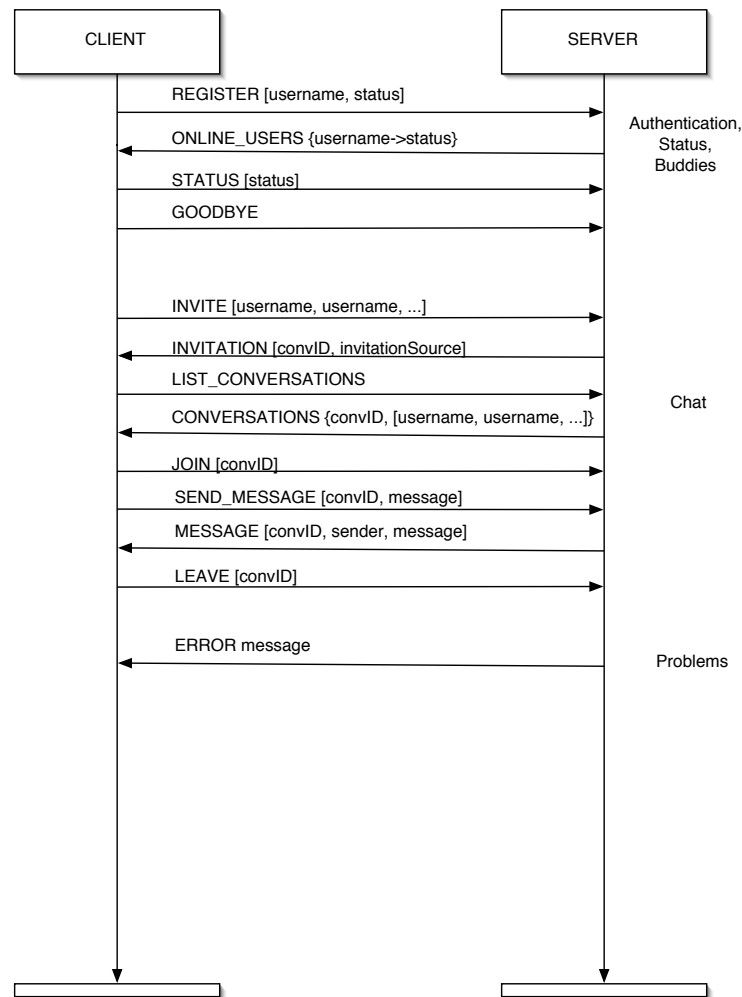 CLIENT
SERVER
REGISTER [username, status]
ONLINE_USERS {username->status}
Authentication,
Status,
Buddies
STATUS [status]
GOODBYE
INVITE [username, username, ...]
INVITATION [convID, invitationSource]
LIST_CONVERSATIONS
Chat
CONVERSATIONS {convID, [username, username, ...]}
JOIN [convID]
SEND_MESSAGE [convID, message]
MESSAGE [convID, sender, message]
LEAVE [convID]
ERROR message
Problems